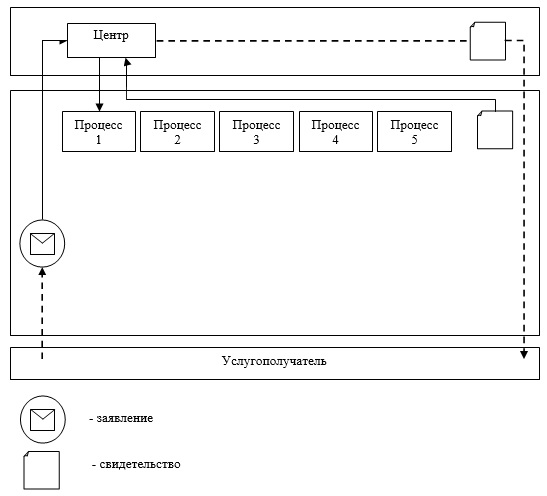 Центр
Процесс
1
Процесс
2
Процесс
3
Процесс
4
Процесс
5
Услугополучатель
- заявление
- свидетельство